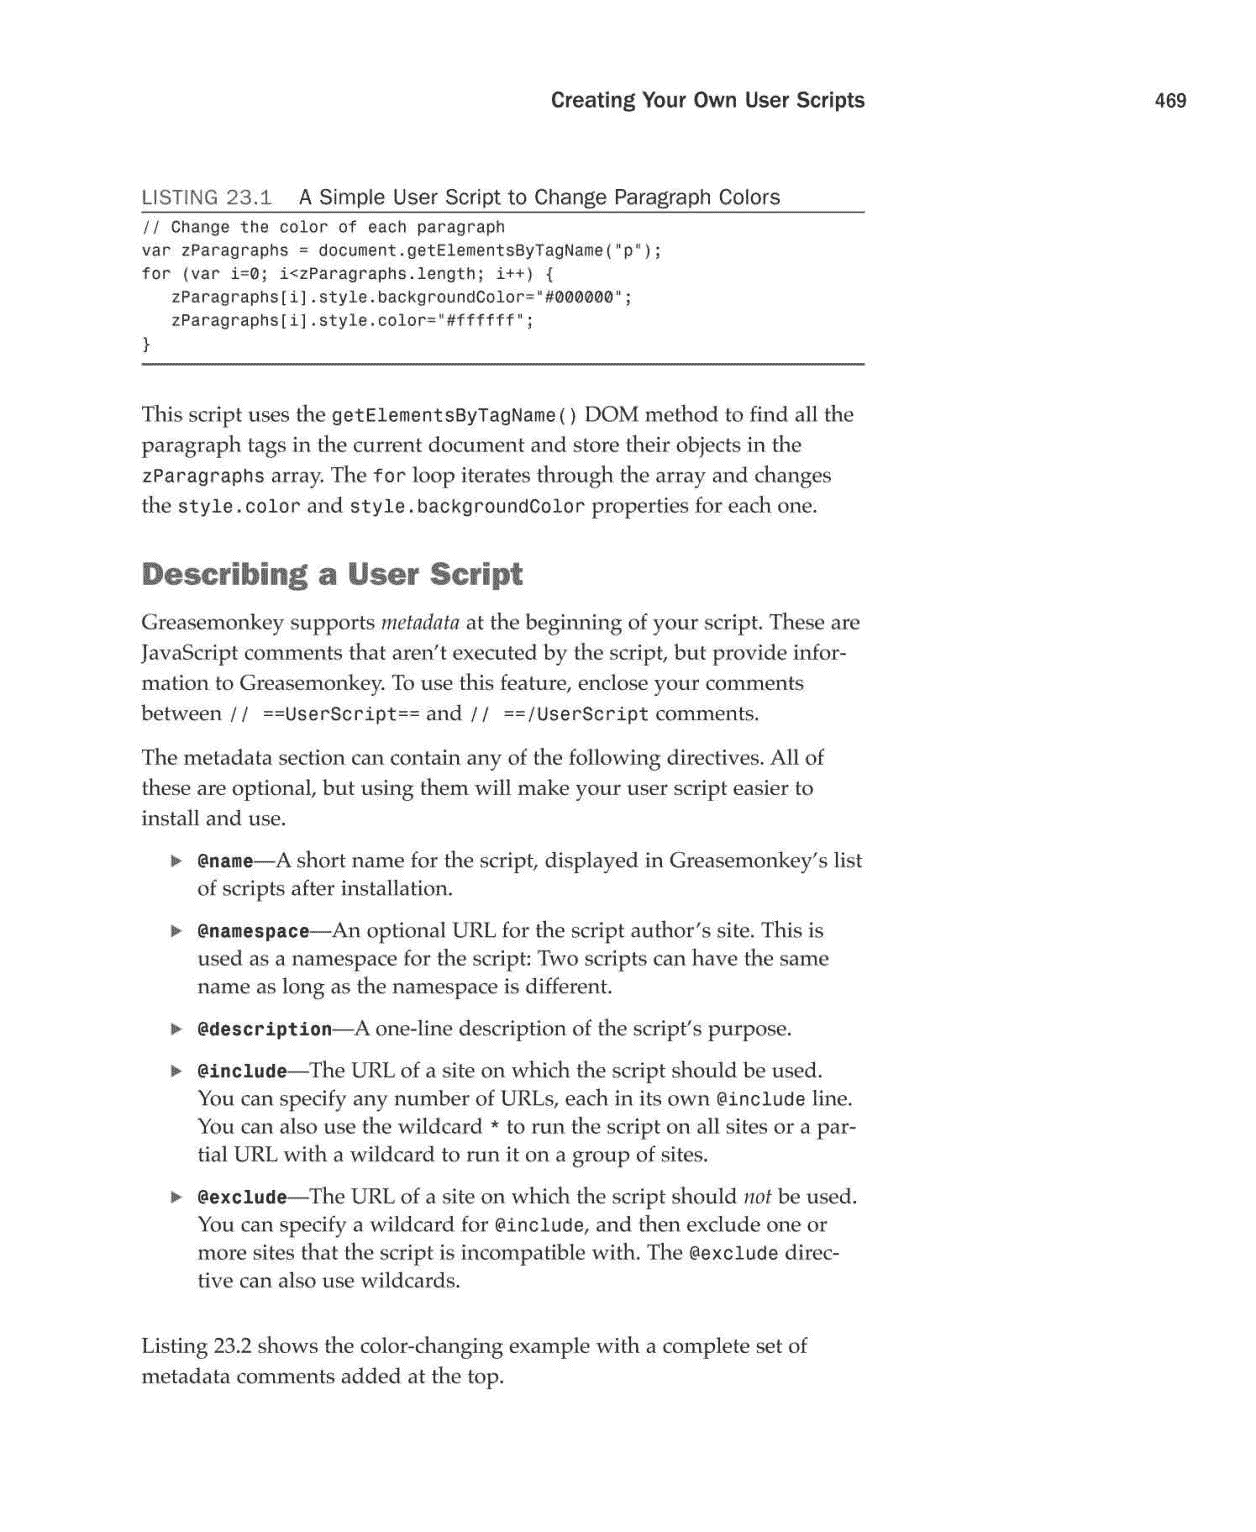 Creating Your Own User Scripts 469
LISTING 23.1 A Simple User Script to Change Paragraph Colors
// Change the color of each paragraph
var zParagraphs = document.getElementsByTagName("p");
for (var i=0; i<zParagraphs.length; i++) {
zParagraphs[i].style.backgroundColor="#000000";
zParagraphs[i].style.color="#ffffff";
}
This script uses the getElementsByTagName() DOM method to find all the
paragraph tags in the current document and store their objects in the
zParagraphs array. The for loop iterates through the array and changes
the style.color and style.backgroundColor properties for each one.
Describing a User Script
Greasemonkey supports metadata at the beginning of your script. These are
JavaScript comments that aren't executed by the script, but provide infor-
mation to Greasemonkey. To use this feature, enclose your comments
between // ==UserScript== and // ==/UserScript comments.
The metadata section can contain any of the following directives. All of
these are optional, but using them will make your user script easier to
install and use.
▶ @name—A short name for the script, displayed in Greasemonkey's list
of scripts after installation.
▶ @namespace—An optional URL for the script author's site. This is
used as a namespace for the script: Two scripts can have the same
name as long as the namespace is different.
▶ @description—A one-line description of the script's purpose.
▶ @include—The URL of a site on which the script should be used.
You can specify any number of URLs, each in its own @include line.
You can also use the wildcard * to run the script on all sites or a par-
tial URL with a wildcard to run it on a group of sites.
▶ @exclude—The URL of a site on which the script should not be used.
You can specify a wildcard for @include, and then exclude one or
more sites that the script is incompatible with. The @exclude direc-
tive can also use wildcards.
Listing 23.2 shows the color-changing example with a complete set of
metadata comments added at the top.